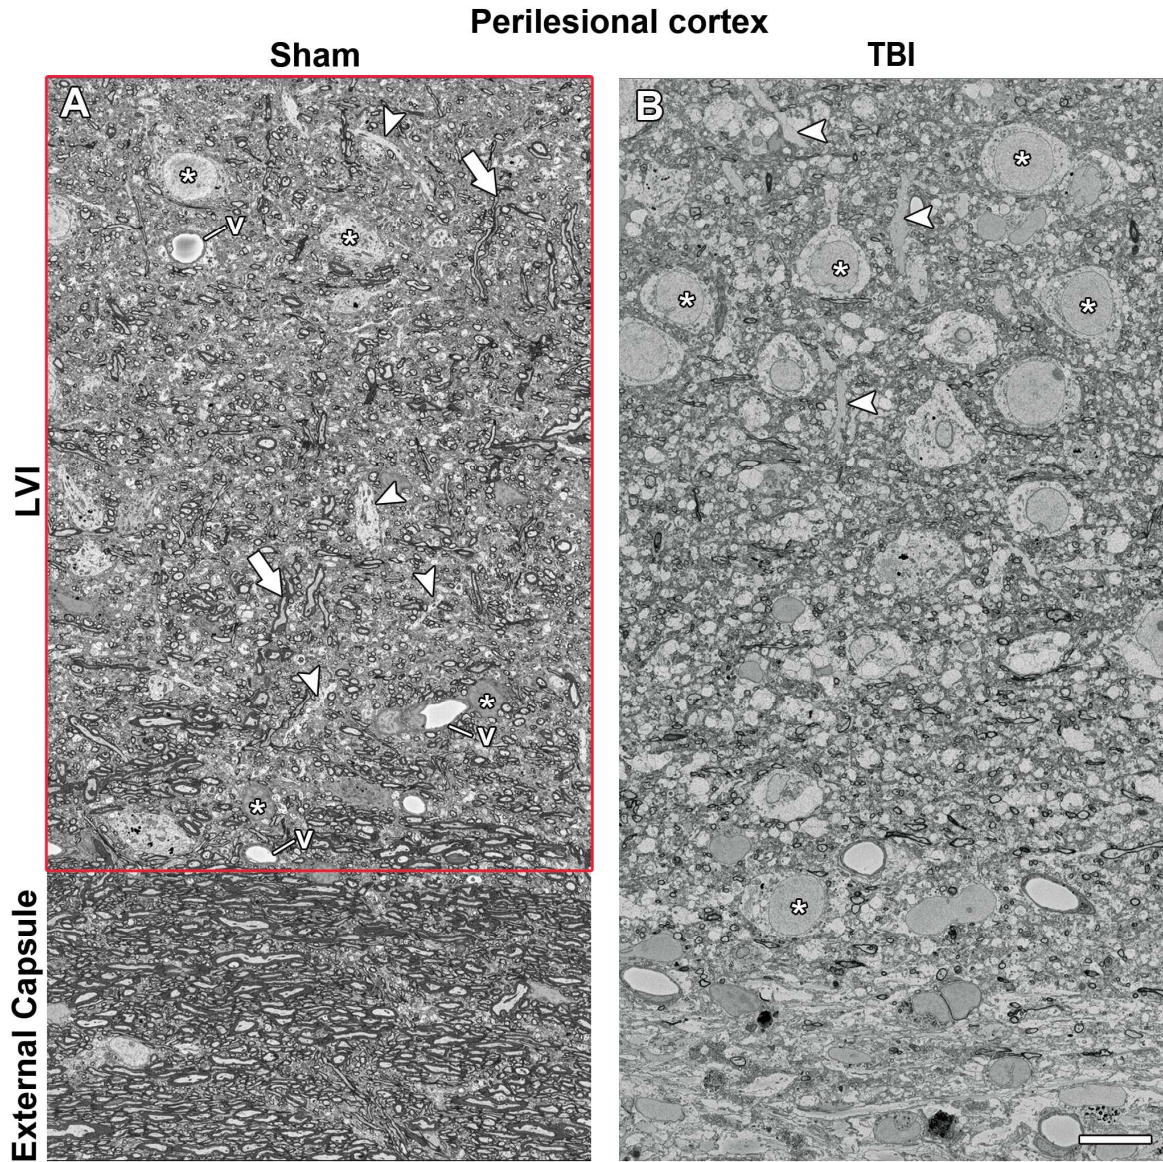 Perilesional cortex
Sham
TBI
A
B
*
*
*
V
*
*
*
*
LVI
*
V
*
V
*
External Capsule